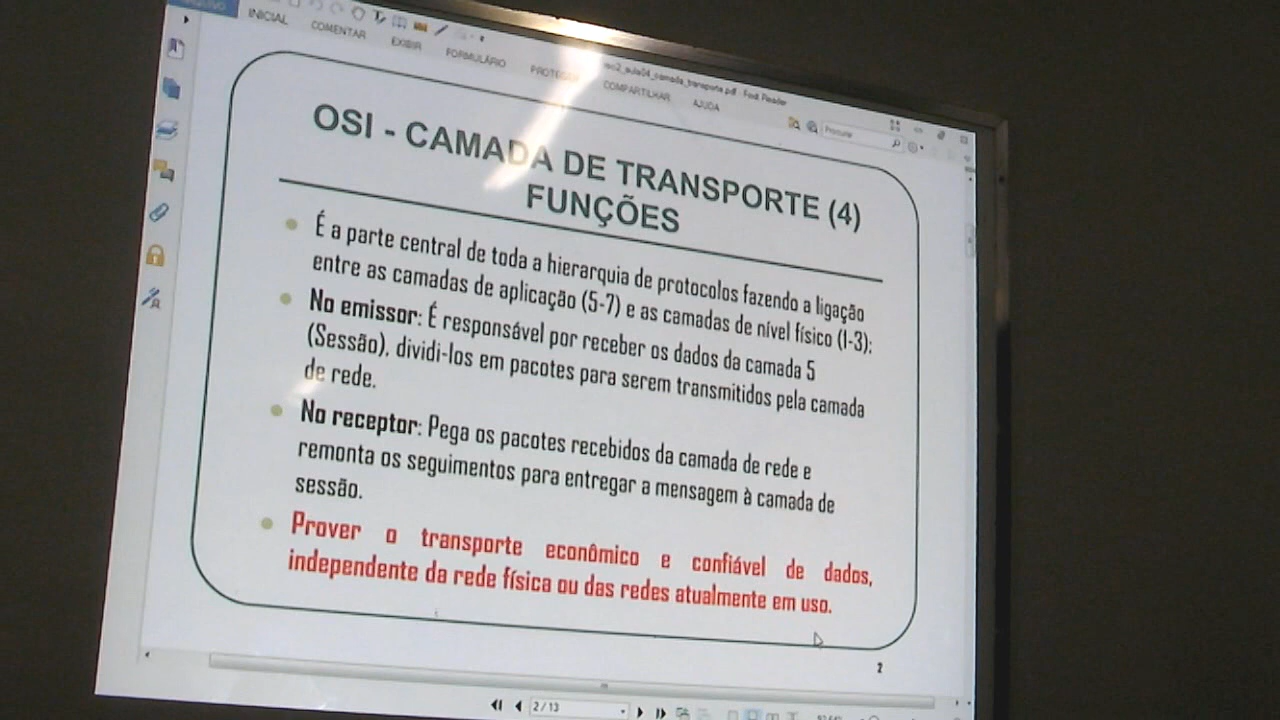 INICIAL COMENTAR EXIBIR FORMULÁRIO PROTEGER COMPARTILHAR AJUDA
Procurar
OSI - CAMADA DE TRANSPORTE (4)
FUNÇÕES
É a parte central de toda a hierarquia de protocolos fazendo a ligação
entre as camadas de aplicação (5-7) e as camadas de nível físico (1-3);
No emissor: É responsável por receber os dados da camada 5
(Sessão), dividi-los em pacotes para serem transmitidos pela camada
de rede.
No receptor: Pega os pacotes recebidos da camada de rede e
remonta os seguimentos para entregar a mensagem à camada de
sessão.
Prover o transporte econômico e confiável de dados,
independente da rede física ou das redes atualmente em uso.
2
2 / 13